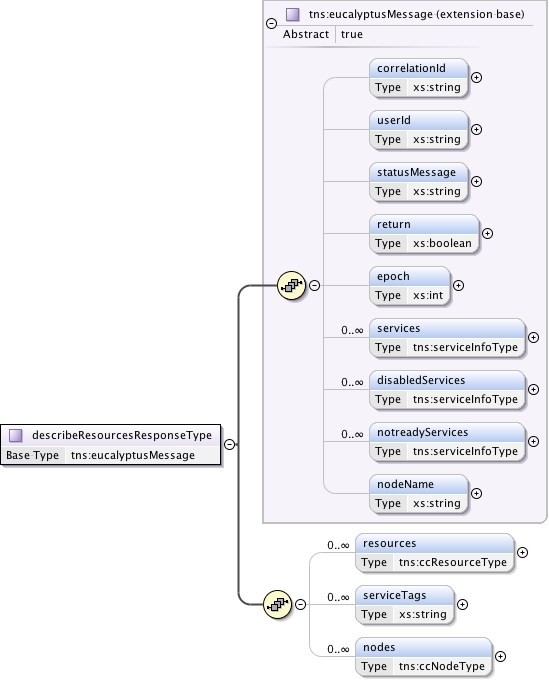 tns:eucalyptusMessage (extension base)
Abstract true
correlationId
Type xs:string
userId
Type xs:string
statusMessage
Type xs:string
return
Type xs:boolean
epoch
Type xs:int
0..∞ services
Type tns:serviceInfoType
0..∞ disabledServices
Type tns:serviceInfoType
0..∞ notreadyServices
Type tns:serviceInfoType
describeResourcesResponseType
Base Type tns:eucalyptusMessage
nodeName
Type xs:string
0..∞ resources
Type tns:ccResourceType
0..∞ serviceTags
Type xs:string
0..∞ nodes
Type tns:ccNodeType